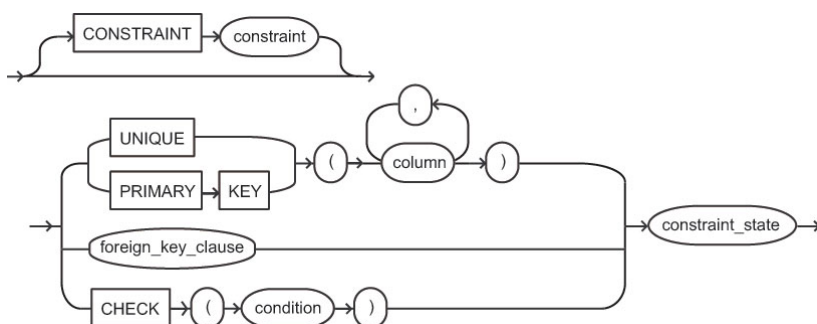 CONSTRAINT constraint
,
UNIQUE
( column )
PRIMARY KEY
constraint_state
foreign_key_clause
CHECK ( condition )